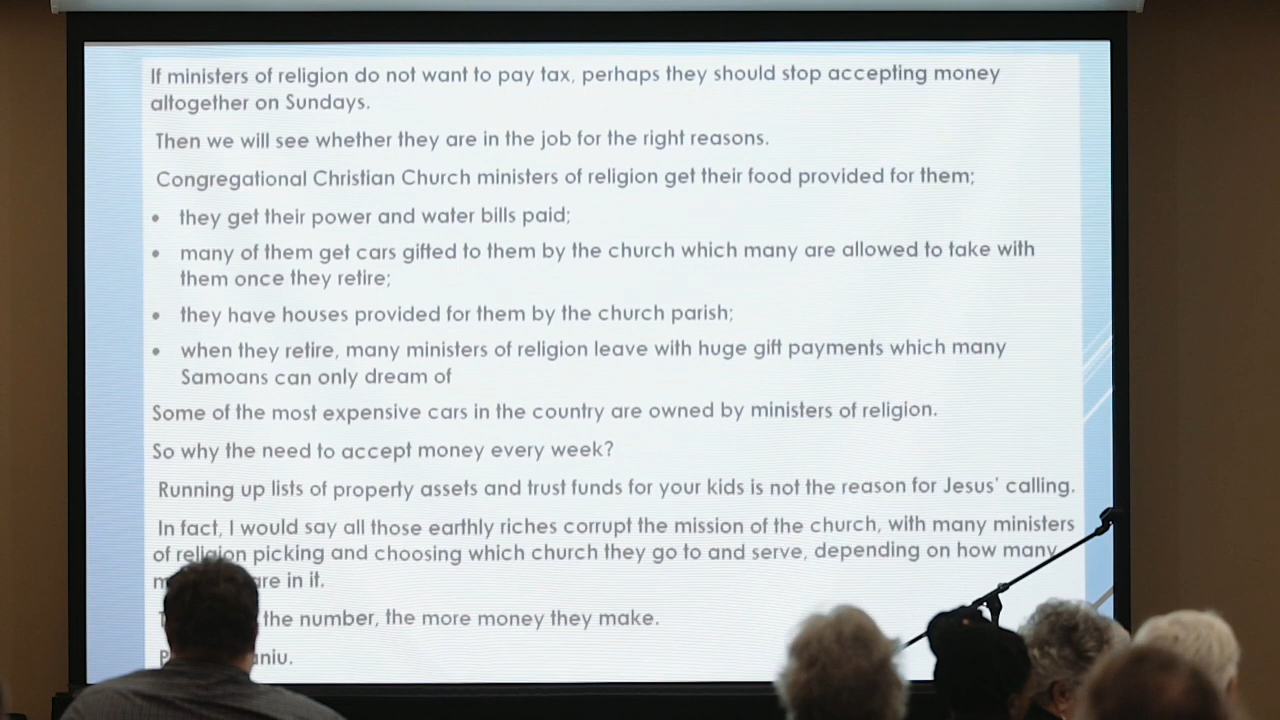 If ministers of religion do not want to pay tax, perhaps they should stop accepting money
altogether on Sundays.
Then we will see whether they are in the job for the right reasons.
Congregational Christian Church ministers of religion get their food provided for them;
• they get their power and water bills paid;
• many of them get cars gifted to them by the church which many are allowed to take with
them once they retire;
• they have houses provided for them by the church parish;
• when they retire, many ministers of religion leave with huge gift payments which many
Samoans can only dream of
Some of the most expensive cars in the country are owned by ministers of religion.
So why the need to accept money every week?
Running up lists of property assets and trust funds for your kids is not the reason for Jesus' calling.
In fact, I would say all those earthly riches corrupt the mission of the church, with many ministers
of religion picking and choosing which church they go to and serve, depending on how many
are in it.
the number, the more money they make.